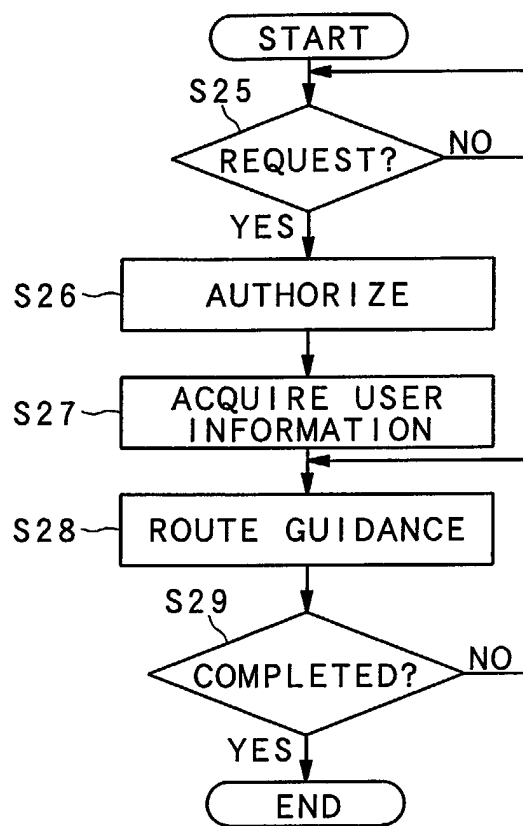 START
S25
REQUEST?
NO
YES
S26
AUTHORIZE
S27
ACQUIRE USER
INFORMATION
S28
ROUTE GUIDANCE
S29
COMPLETED?
NO
YES
END